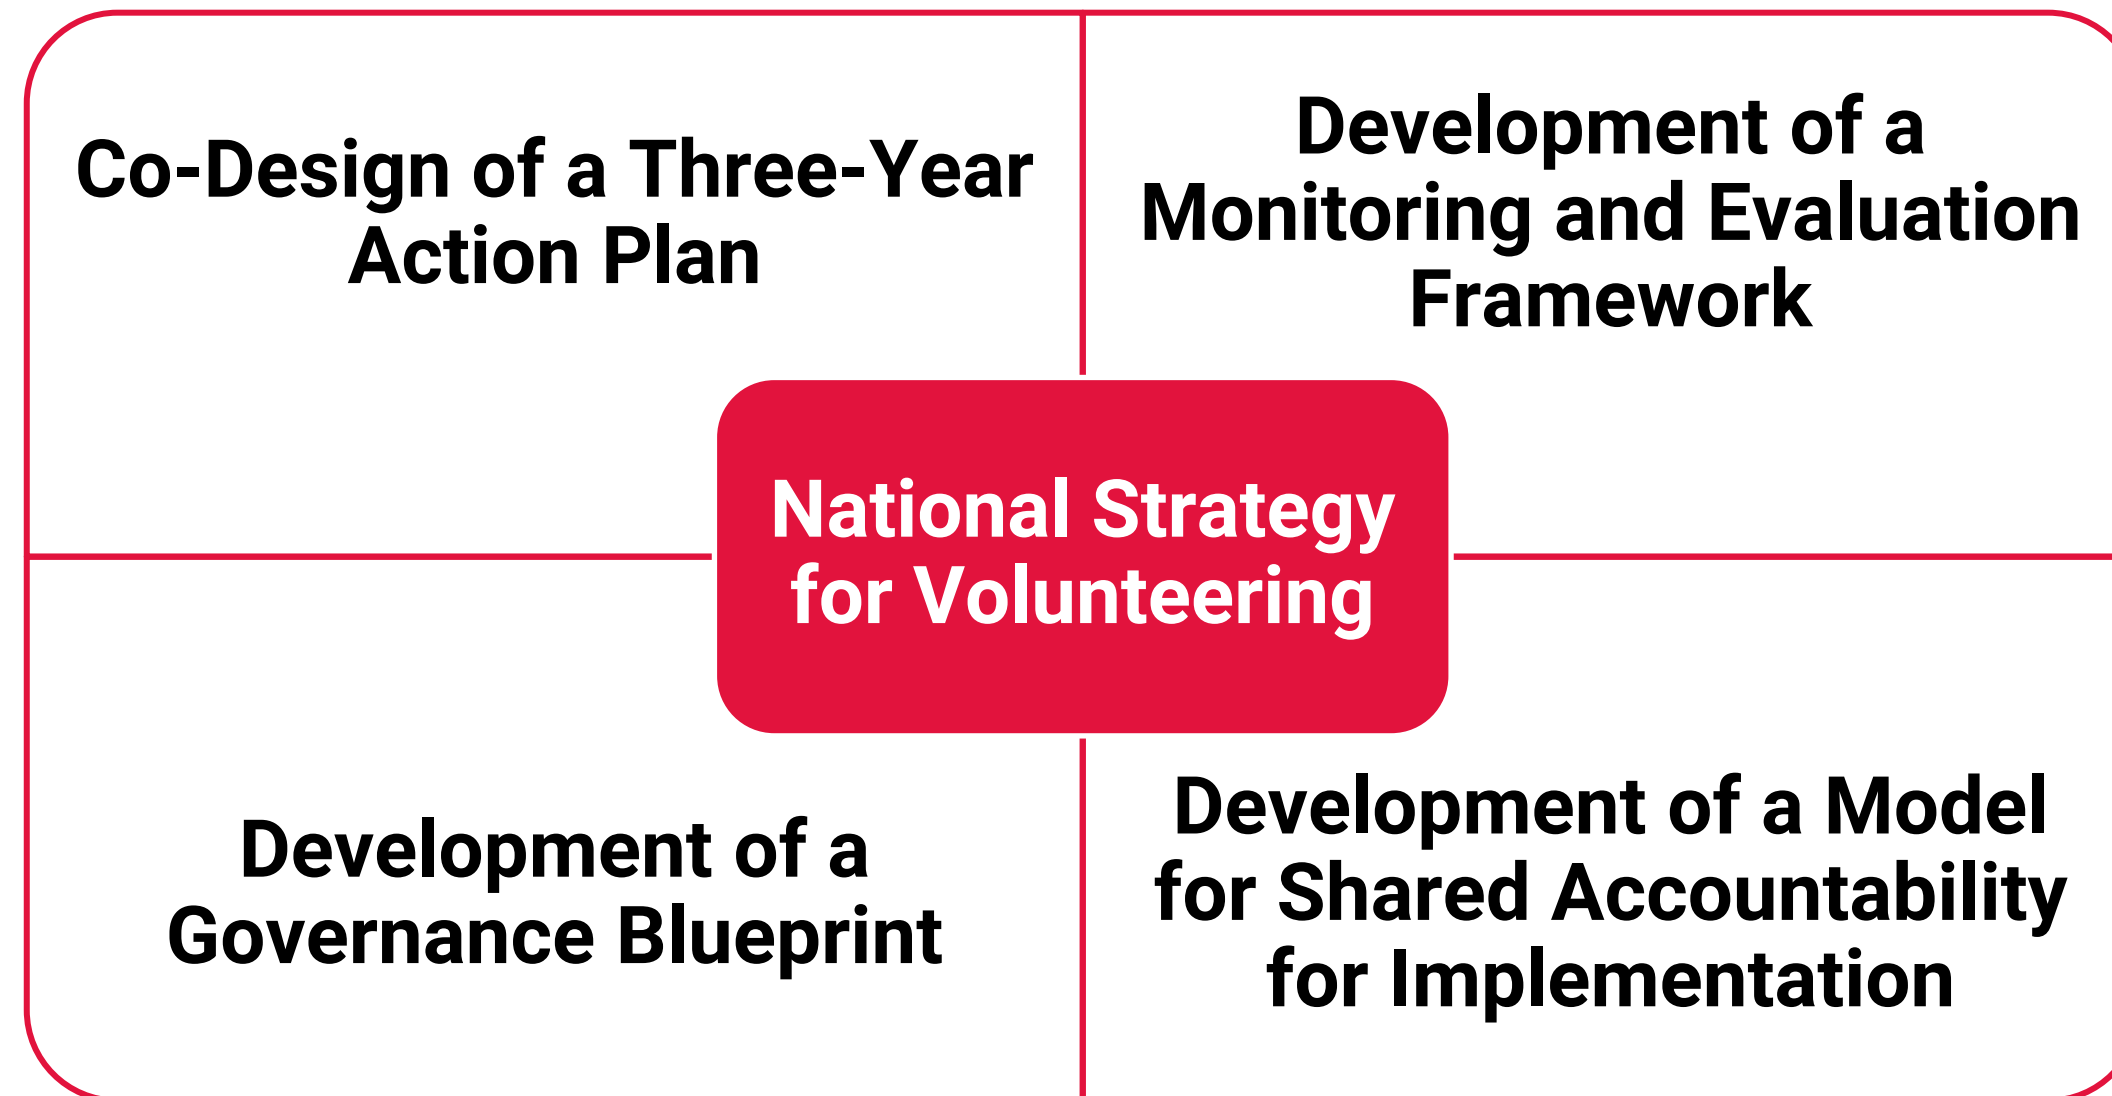 Co-Design of a Three-Year
Action Plan
Development of a
Monitoring and Evaluation
Framework
National Strategy
for Volunteering
Development of a
Governance Blueprint
Development of a Model
for Shared Accountability
for Implementation